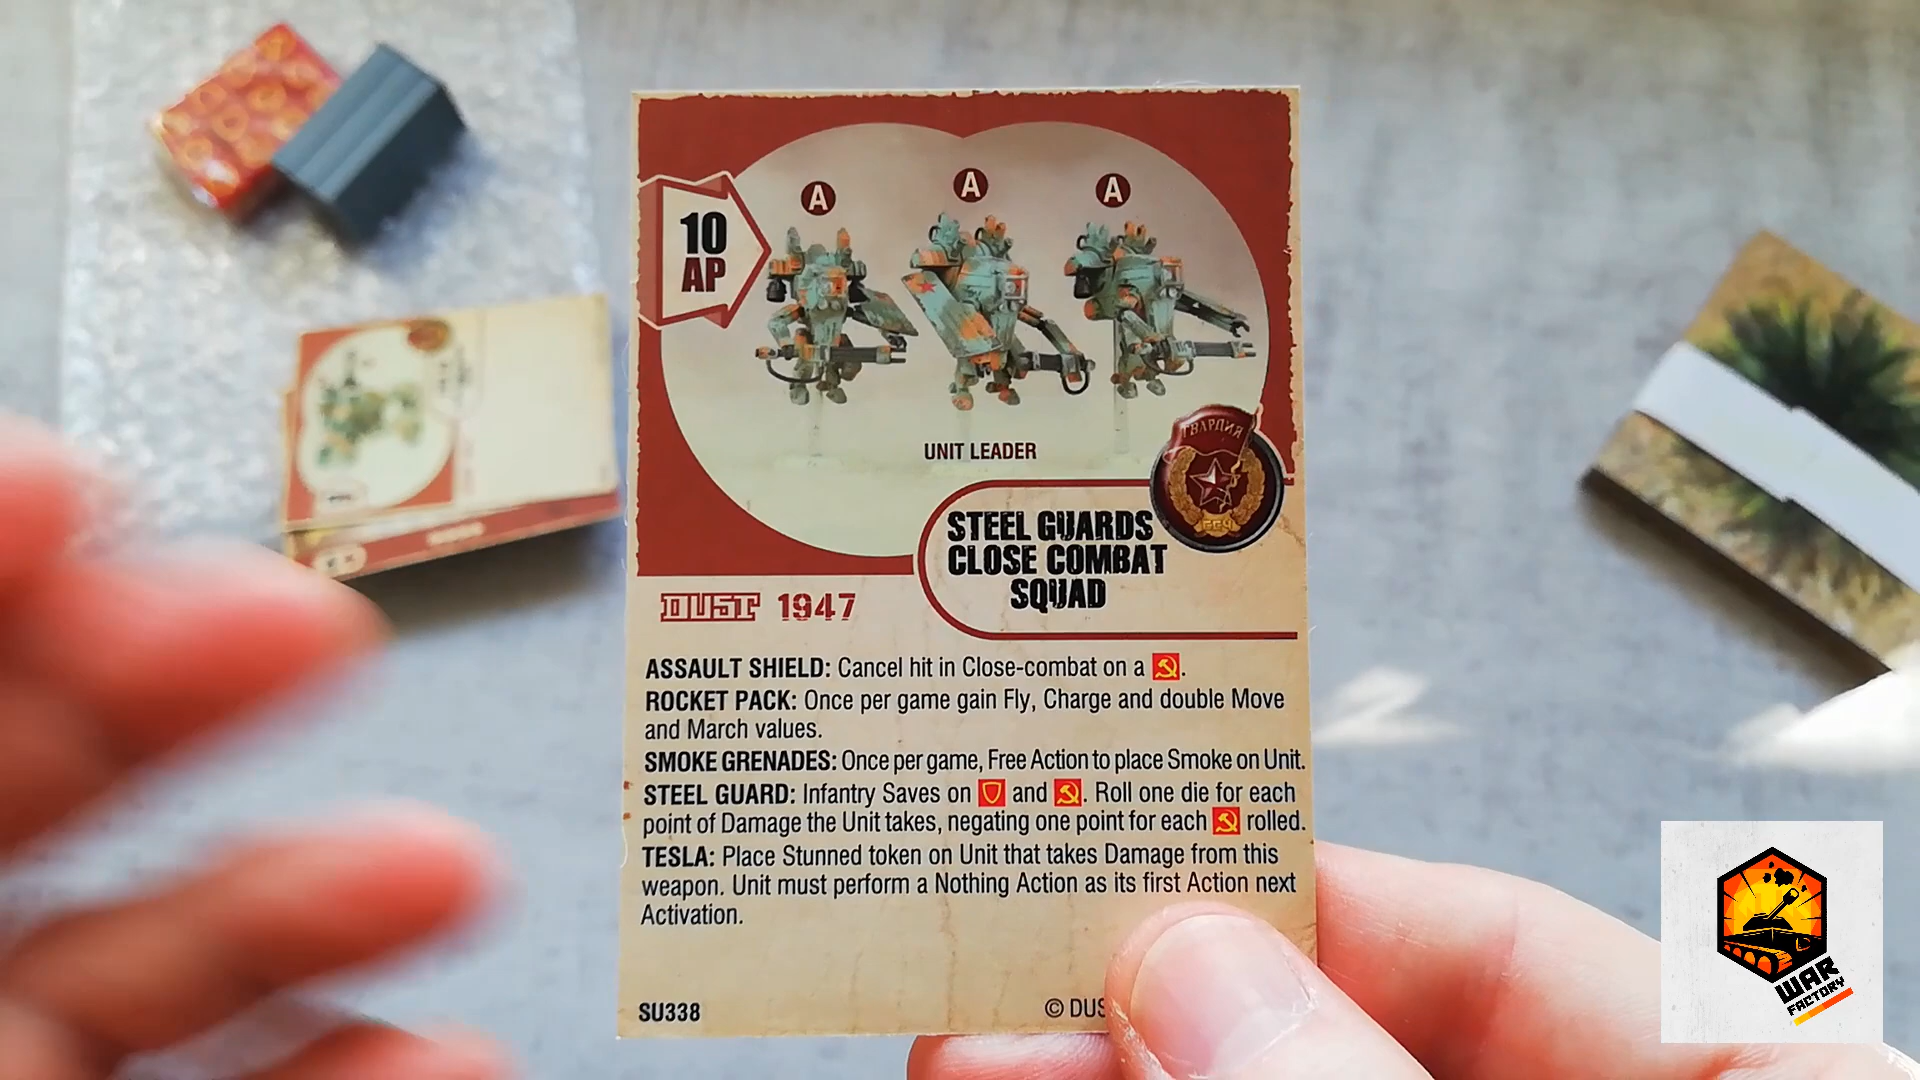 A A A
10
AP
UNIT LEADER
ГВАРДИЯ
STEEL GUARDS
CLOSE COMBAT
SQUAD
DUST 1947
ASSAULT SHIELD: Cancel hit in Close-combat on a .
ROCKET PACK: Once per game gain Fly, Charge and double Move
and March values.
SMOKE GRENADES: Once per game, Free Action to place Smoke on Unit.
STEEL GUARD: Infantry Saves on and . Roll one die for each
point of Damage the Unit takes, negating one point for each rolled.
TESLA: Place Stunned token on Unit that takes Damage from this
weapon. Unit must perform a Nothing Action as its first Action next
Activation.
SU338
© DUS
WAR
FACTORY